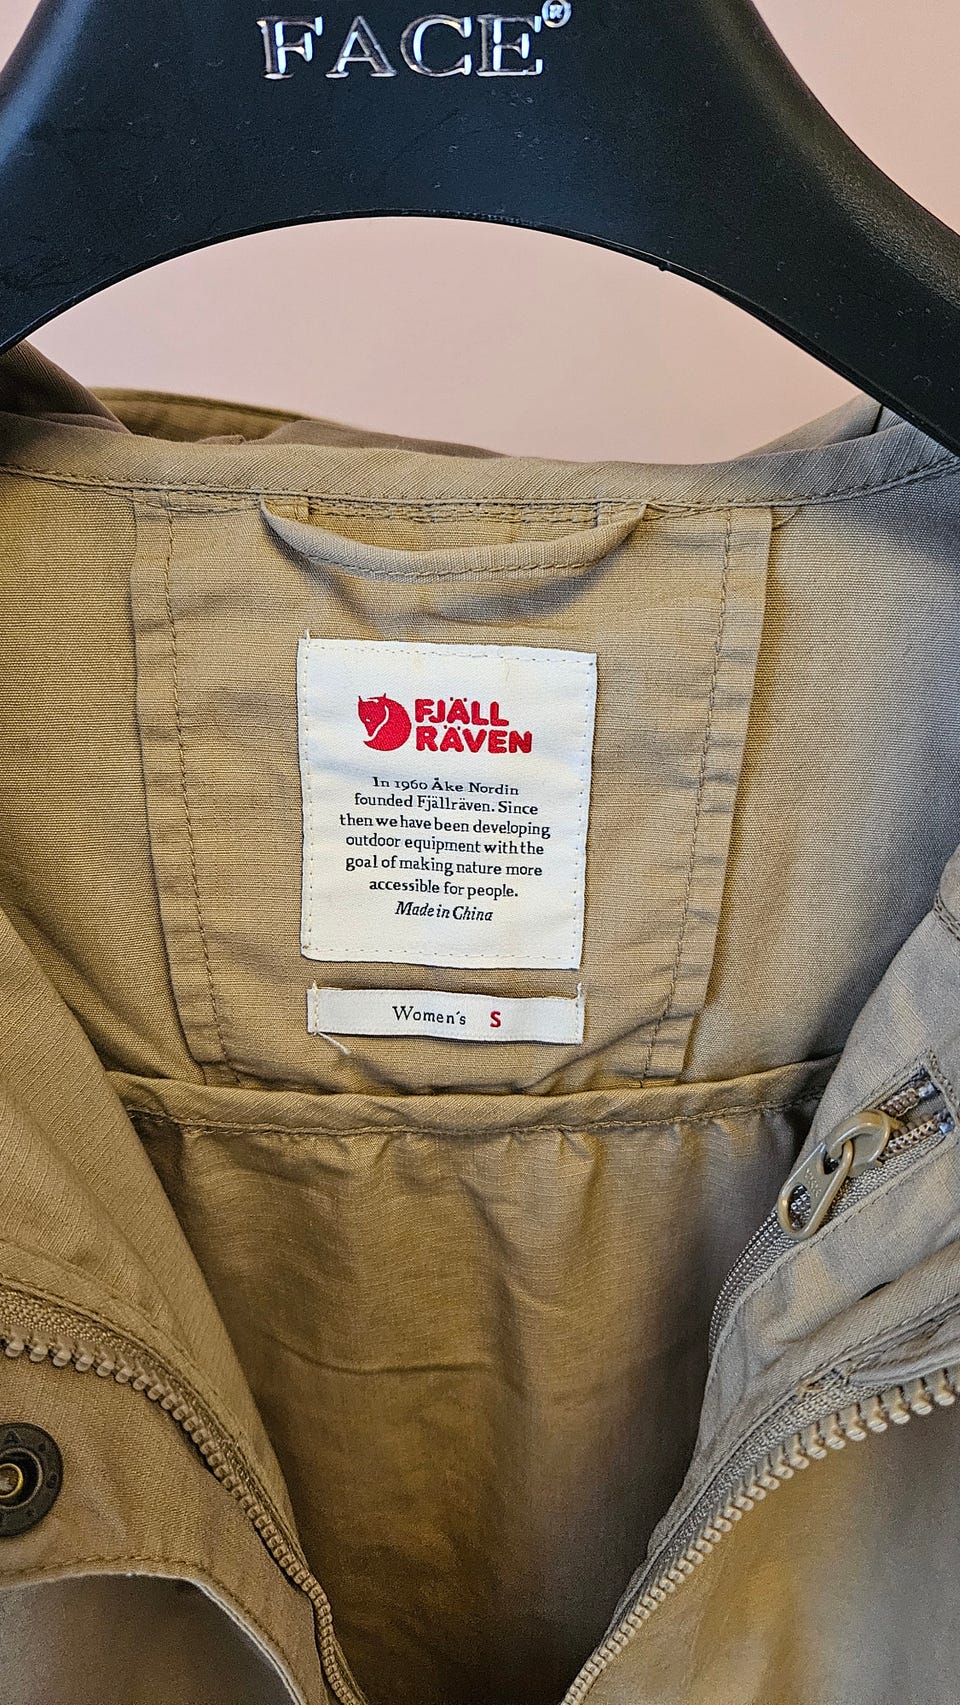 FACE®
FJÄLL
RÄVEN
In 1960 Åke Nordin
founded Fjällräven. Since
then we have been developing
outdoor equipment with the
goal of making nature more
accessible for people.
Made in China
Women's S